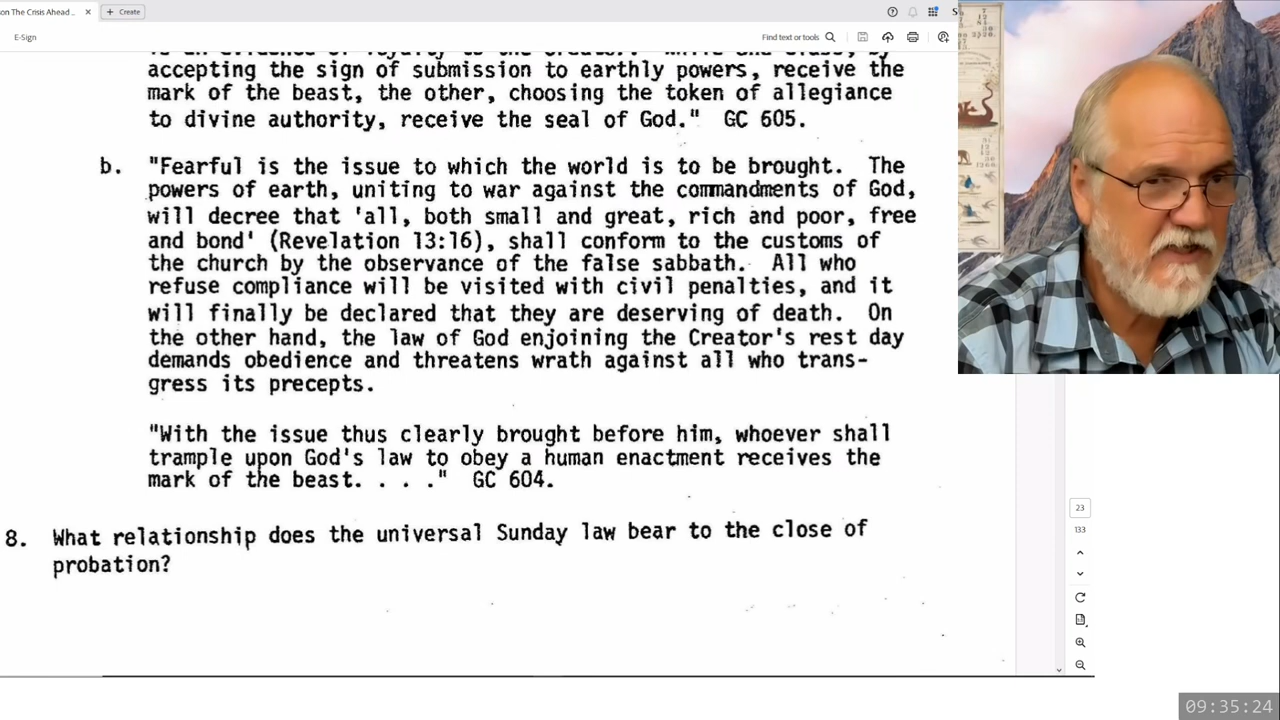 on The Crisis Ahead ..
Create
E-Sign
Find text or tools
accepting the sign of submission to earthly powers, receive the
mark of the beast, the other, choosing the token of allegiance
to divine authority, receive the seal of God." GC 605.
b. "Fearful is the issue to which the world is to be brought. The
powers of earth, uniting to war against the commandments of God,
will decree that 'all, both small and great, rich and poor, free
and bond' (Revelation 13:16), shall conform to the customs of
the church by the observance of the false sabbath. All who
refuse compliance will be visited with civil penalties, and it
will finally be declared that they are deserving of death. On
the other hand, the law of God enjoining the Creator's rest day
demands obedience and threatens wrath against all who trans-
gress its precepts.
"With the issue thus clearly brought before him, whoever shall
trample upon God's law to obey a human enactment receives the
mark of the beast. . . ." GC 604.
8. What relationship does the universal Sunday law bear to the close of
probation?
23
133
09:35:24